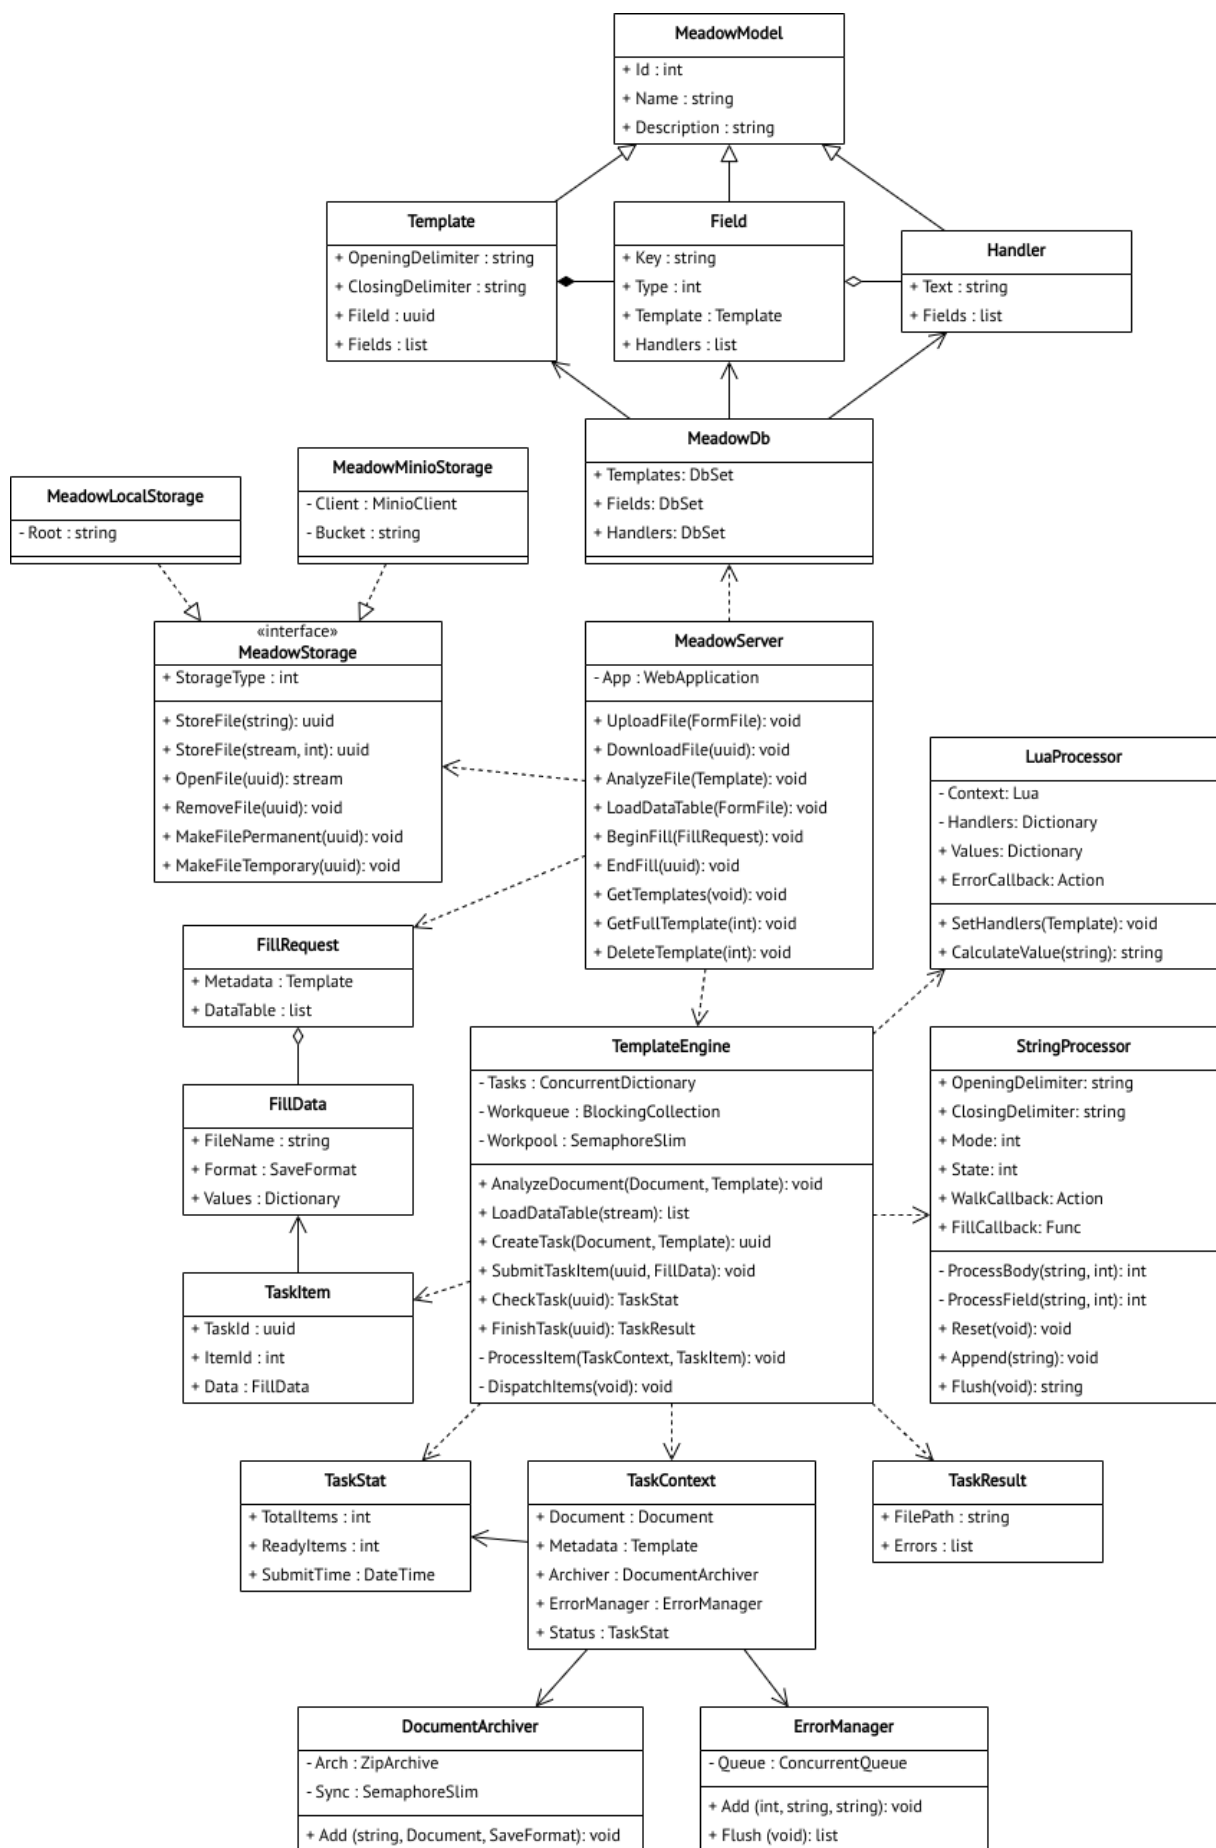 MeadowModel
+ Id : int
+ Name : string
+ Description : string
Template
+ OpeningDelimiter : string
+ ClosingDelimiter : string
+ FileId : uuid
+ Fields : list
Field
+ Key : string
+ Type : int
+ Template : Template
+ Handlers : list
Handler
+ Text : string
+ Fields : list
MeadowDb
+ Templates: DbSet
+ Fields: DbSet
+ Handlers: DbSet
MeadowLocalStorage
- Root : string
MeadowMinioStorage
- Client : MinioClient
- Bucket : string
«interface»
MeadowStorage
+ StorageType : int
+ StoreFile(string): uuid
+ StoreFile(stream, int): uuid
+ OpenFile(uuid): stream
+ RemoveFile(uuid): void
+ MakeFilePermanent(uuid): void
+ MakeFileTemporary(uuid): void
MeadowServer
- App : WebApplication
+ UploadFile(FormFile): void
+ DownloadFile(uuid): void
+ AnalyzeFile(Template): void
+ LoadDataTable(FormFile): void
+ BeginFill(FillRequest): void
+ EndFill(uuid): void
+ GetTemplates(void): void
+ GetFullTemplate(int): void
+ DeleteTemplate(int): void
LuaProcessor
- Context: Lua
- Handlers: Dictionary
+ Values: Dictionary
+ ErrorCallback: Action
+ SetHandlers(Template): void
+ CalculateValue(string): string
FillRequest
+ Metadata : Template
+ DataTable : list
FillData
+ FileName : string
+ Format : SaveFormat
+ Values : Dictionary
TaskItem
+ TaskId : uuid
+ ItemId : int
+ Data : FillData
TemplateEngine
- Tasks : ConcurrentDictionary
- Workqueue : BlockingCollection
- Workpool : SemaphoreSlim
+ AnalyzeDocument(Document, Template): void
+ LoadDataTable(stream): list
+ CreateTask(Document, Template): uuid
+ SubmitTaskItem(uuid, FillData): void
+ CheckTask(uuid): TaskStat
+ FinishTask(uuid): TaskResult
- ProcessItem(TaskContext, TaskItem): void
- DispatchItems(void): void
StringProcessor
+ OpeningDelimiter: string
+ ClosingDelimiter: string
+ Mode: int
+ State: int
+ WalkCallback: Action
+ FillCallback: Func
- ProcessBody(string, int): int
- ProcessField(string, int): int
+ Reset(void): void
+ Append(string): void
+ Flush(void): string
TaskStat
+ TotalItems : int
+ ReadyItems : int
+ SubmitTime : DateTime
TaskContext
+ Document : Document
+ Metadata : Template
+ Archiver : DocumentArchiver
+ ErrorManager : ErrorManager
+ Status : TaskStat
TaskResult
+ FilePath : string
+ Errors : list
DocumentArchiver
- Arch : ZipArchive
- Sync : SemaphoreSlim
+ Add (string, Document, SaveFormat): void
ErrorManager
- Queue : ConcurrentQueue
+ Add (int, string, string): void
+ Flush (void): list